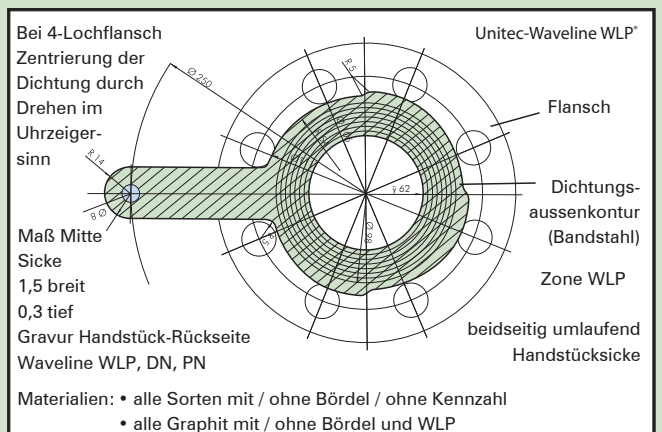 Bei 4-Lochflansch
Zentrierung der
Dichtung durch
Drehen im
Uhrzeiger-
sinn
Unitec-Waveline WLP®
Ø 250
R 5
Flansch
R 14
8 Ø
ÿ 62
Ø 98
Dichtungs-
aussenkontur
(Bandstahl)
Maß Mitte
Sicke
1,5 breit
0,3 tief
Gravur Handstück-Rückseite
Waveline WLP, DN, PN
Zone WLP
beidseitig umlaufend
Handstücksicke
Materialien: • alle Sorten mit / ohne Bördel / ohne Kennzahl
• alle Graphit mit / ohne Bördel und WLP